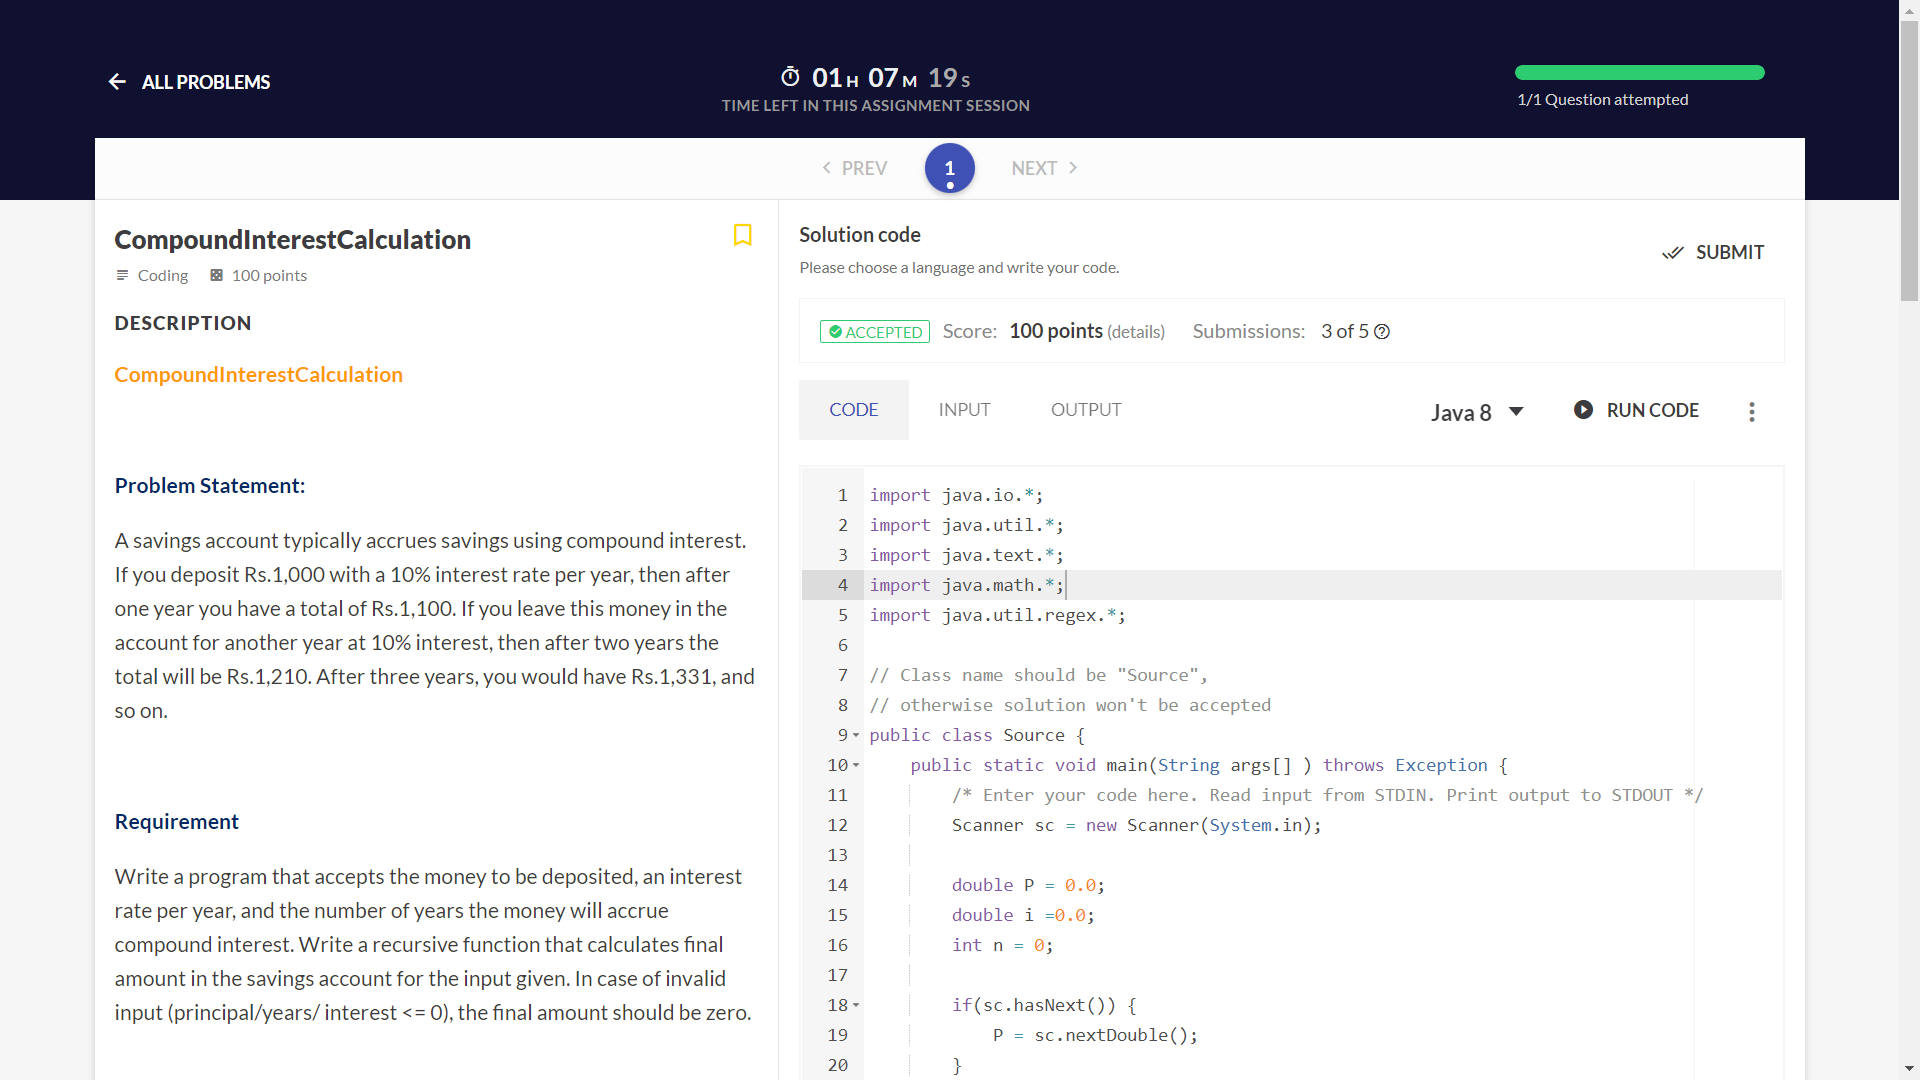 ALL PROBLEMS
01 H 07 M 19 S
TIME LEFT IN THIS ASSIGNMENT SESSION
1/1 Question attempted
PREV
1
NEXT
CompoundInterestCalculation
Coding
100 points
DESCRIPTION
CompoundInterestCalculation
Problem Statement:
A savings account typically accrues savings using compound interest.
If you deposit Rs.1,000 with a 10% interest rate per year, then after
one year you have a total of Rs.1,100. If you leave this money in the
account for another year at 10% interest, then after two years the
total will be Rs.1,210. After three years, you would have Rs.1,331, and
so on.
Requirement
Write a program that accepts the money to be deposited, an interest
rate per year, and the number of years the money will accrue
compound interest. Write a recursive function that calculates final
amount in the savings account for the input given. In case of invalid
input (principal/years/ interest <= 0), the final amount should be zero.
Solution code
Please choose a language and write your code.
SUBMIT
ACCEPTED Score: 100 points (details) Submissions: 3 of 5
CODE INPUT OUTPUT
Java 8
RUN CODE
1 import java.io.*;
2 import java.util.*;
3 import java.text.*;
4 import java.math.*;
5 import java.util.regex.*;
6
7 // Class name should be "Source",
8 // otherwise solution won't be accepted
9 public class Source {
10 public static void main(String args[] ) throws Exception {
11 /* Enter your code here. Read input from STDIN. Print output to STDOUT */
12 Scanner sc = new Scanner(System.in);
13
14 double P = 0.0;
15 double i =0.0;
16 int n = 0;
17
18 if(sc.hasNext()) {
19 P = sc.nextDouble();
20 }